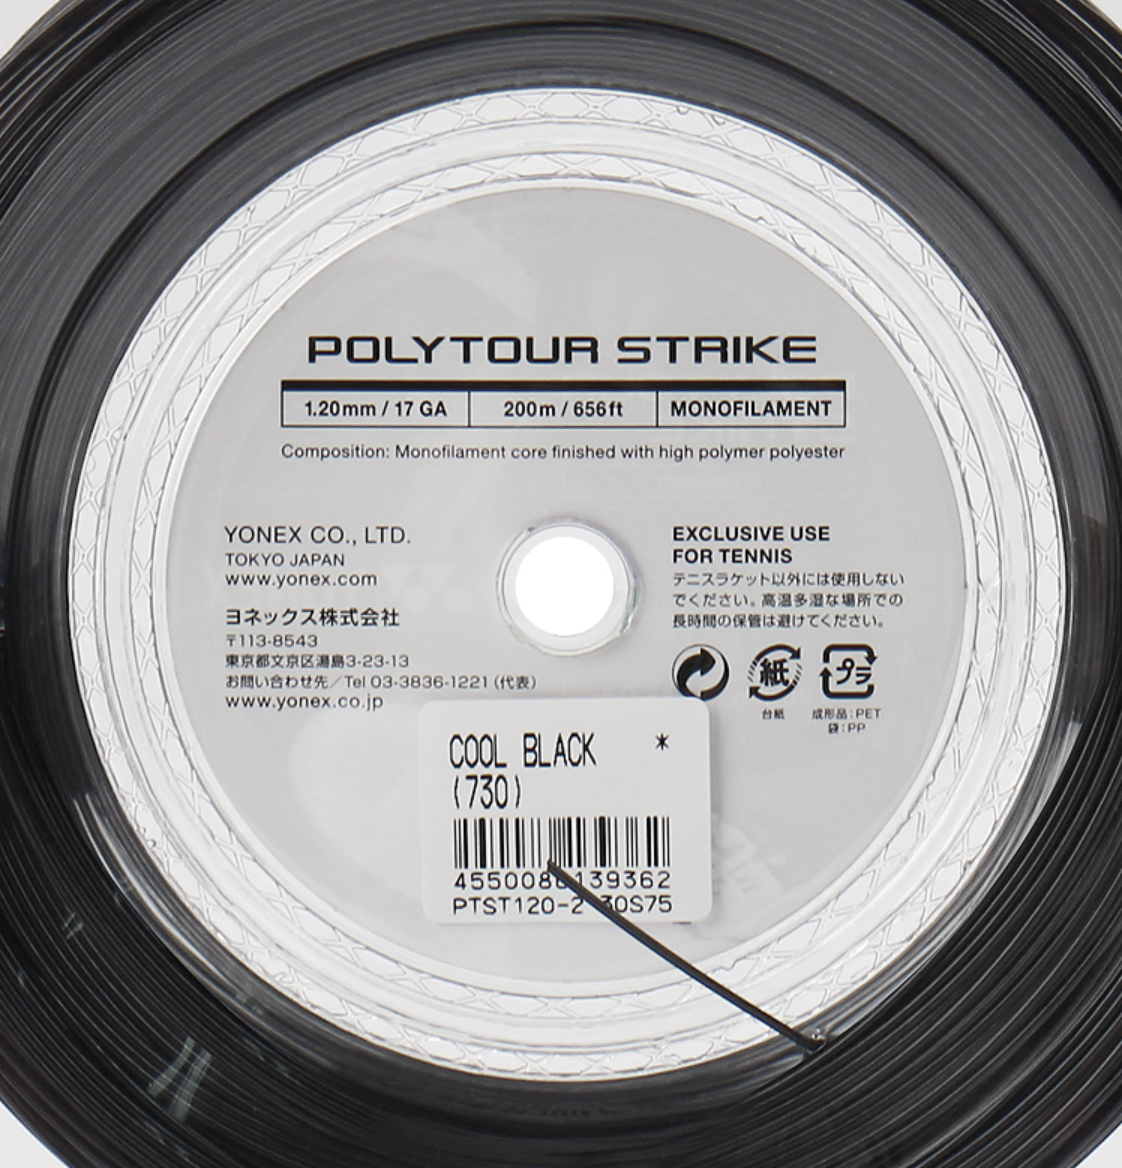 POLYTOUR STRIKE
1.20mm / 17 GA 200m / 656ft MONOFILAMENT
Composition: Monofilament core finished with high polymer polyester
YONEX CO., LTD.
TOKYO JAPAN
www.yonex.com
ヨネックス株式会社
〒113-8543
東京都文京区湯島3-23-13
お問い合わせ先／Tel 03-3836-1221（代表）
www.yonex.co.jp
EXCLUSIVE USE
FOR TENNIS
テニスラケット以外には使用しない
でください。高温多湿な場所での
長時間の保管は避けてください。
紙 プラ
台紙 成形品：PET
袋：PP
COOL BLACK *
(730)